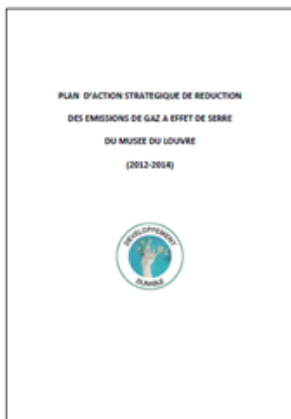 PLAN D'ACTION STRATEGIQUE DE REDUCTION
DES EMISSIONS DE GAZ A EFFET DE SERRE
DU MUSEE DU LOUVRE
(2012-2014)
DEVELOPPEMENT
DURABLE